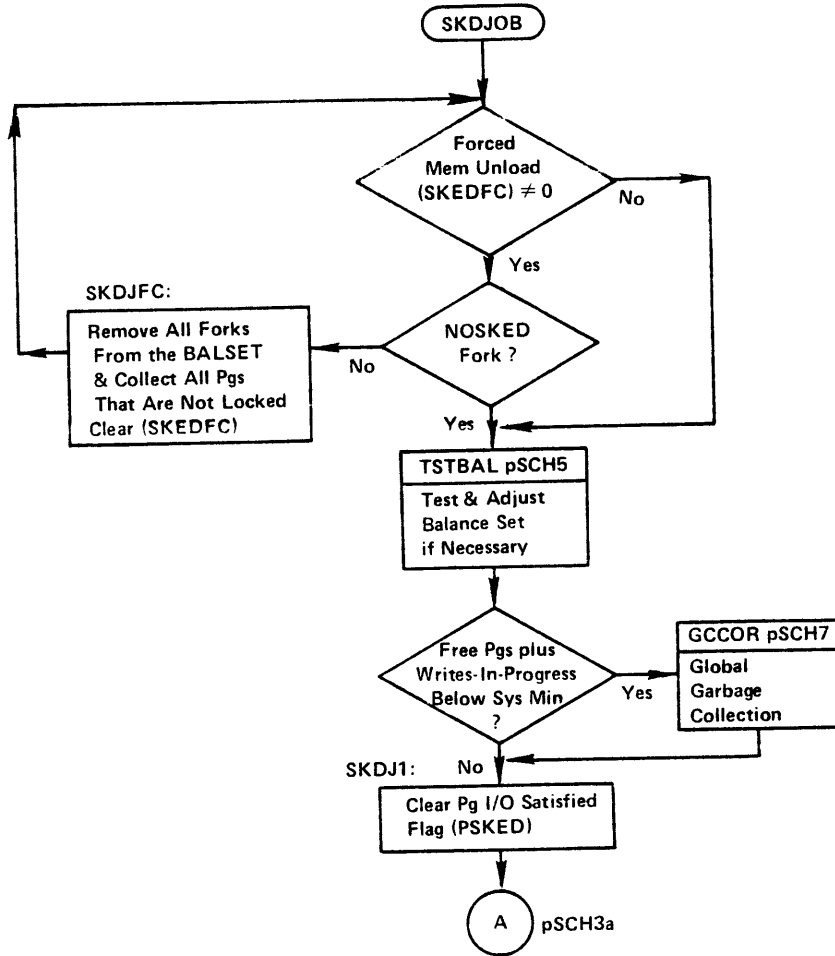 SKDJOB
Forced
Mem Unload
(SKEDFC) ≠ 0
No
Yes
SKDJFC:
Remove All Forks
From the BALSET
& Collect All Pgs
That Are Not Locked
Clear (SKEDFC)
No
NOSKED
Fork ?
Yes
TSTBAL pSCH5
Test & Adjust
Balance Set
if Necessary
Free Pgs plus
Writes-In-Progress
Below Sys Min
?
Yes
GCCOR pSCH7
Global
Garbage
Collection
SKDJ1:
No
Clear Pg I/O Satisfied
Flag (PSKED)
A
pSCH3a